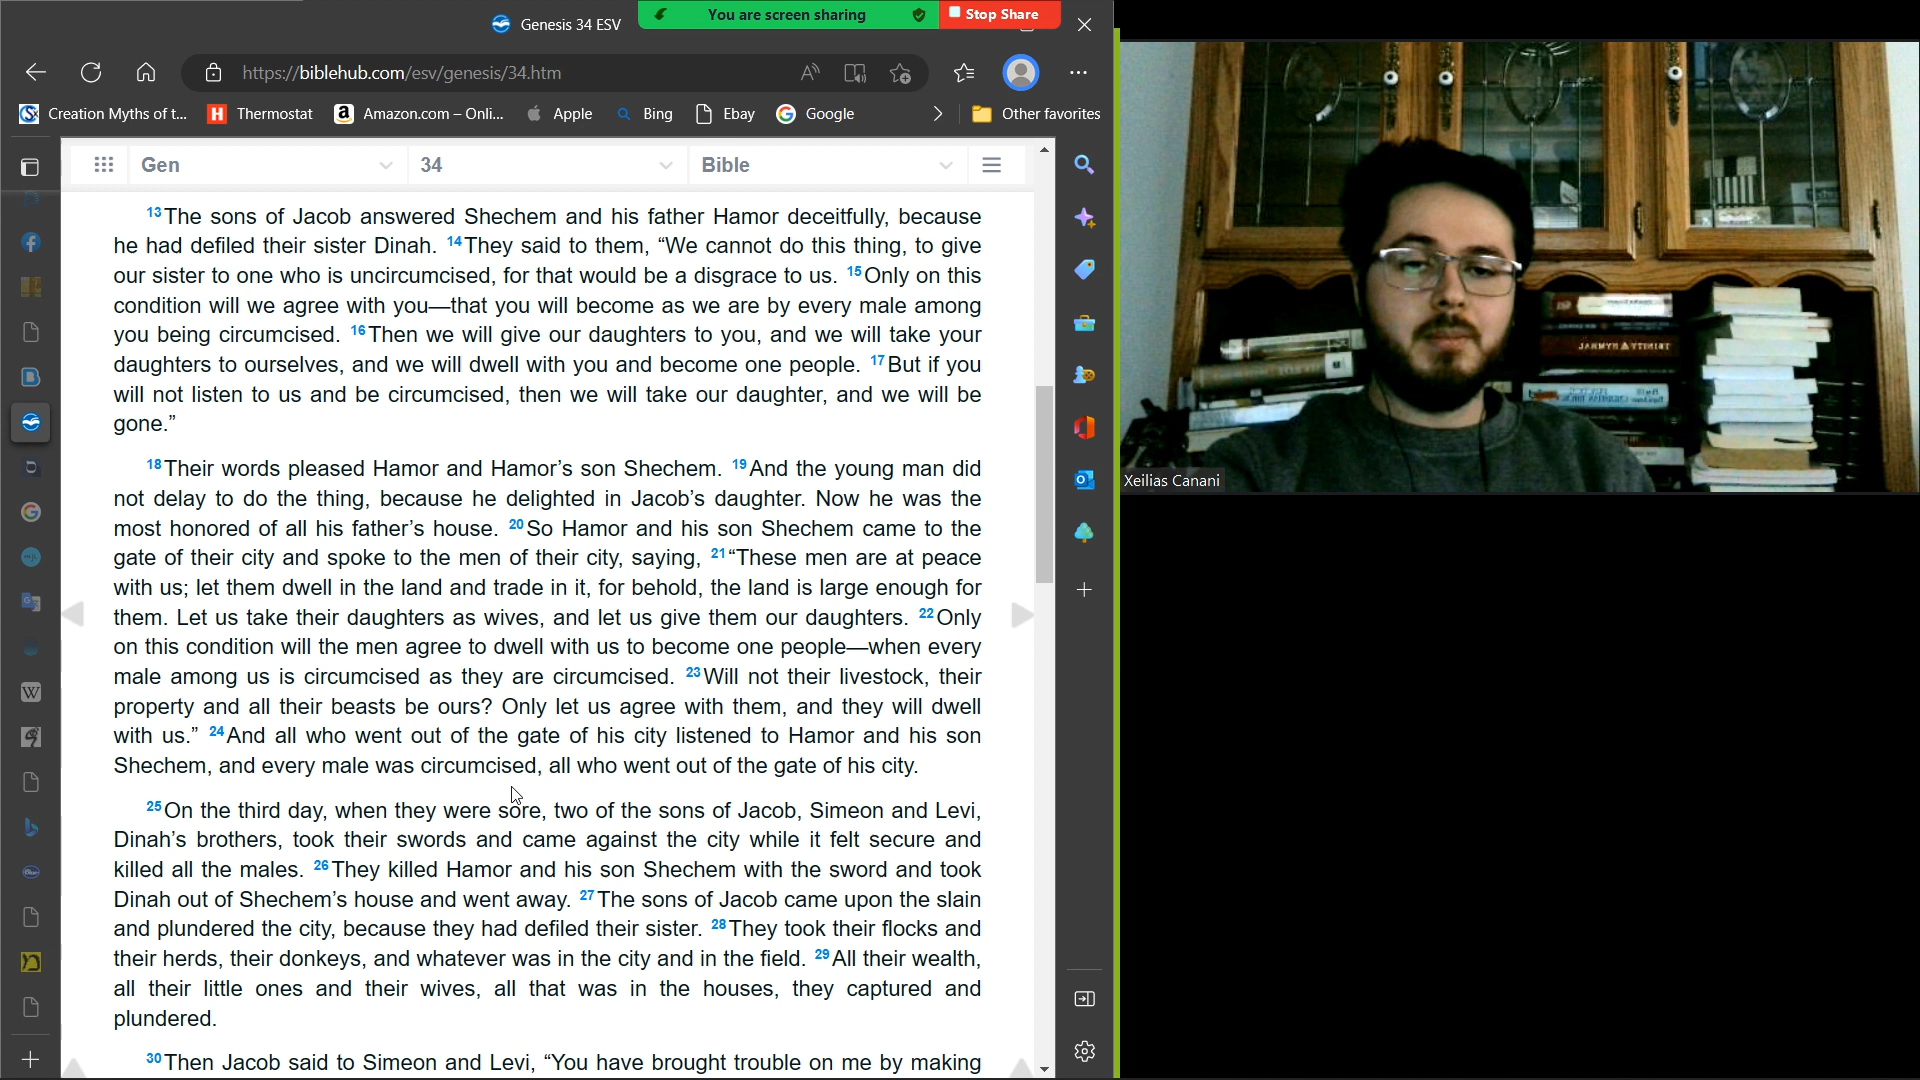 Genesis 34 ESV
You are screen sharing
Stop Share
https://biblehub.com/esv/genesis/34.htm
Creation Myths of t...
Thermostat
Amazon.com – Onli...
Apple
Bing
Ebay
Google
Other favorites
Gen
34
Bible
13The sons of Jacob answered Shechem and his father Hamor deceitfully, because
he had defiled their sister Dinah. 14They said to them, “We cannot do this thing, to give
our sister to one who is uncircumcised, for that would be a disgrace to us. 15Only on this
condition will we agree with you—that you will become as we are by every male among
you being circumcised. 16Then we will give our daughters to you, and we will take your
daughters to ourselves, and we will dwell with you and become one people. 17But if you
will not listen to us and be circumcised, then we will take our daughter, and we will be
gone.”
18Their words pleased Hamor and Hamor’s son Shechem. 19And the young man did
not delay to do the thing, because he delighted in Jacob’s daughter. Now he was the
most honored of all his father’s house. 20So Hamor and his son Shechem came to the
gate of their city and spoke to the men of their city, saying, 21“These men are at peace
with us; let them dwell in the land and trade in it, for behold, the land is large enough for
them. Let us take their daughters as wives, and let us give them our daughters. 22Only
on this condition will the men agree to dwell with us to become one people—when every
male among us is circumcised as they are circumcised. 23Will not their livestock, their
property and all their beasts be ours? Only let us agree with them, and they will dwell
with us.” 24And all who went out of the gate of his city listened to Hamor and his son
Shechem, and every male was circumcised, all who went out of the gate of his city.
25On the third day, when they were sore, two of the sons of Jacob, Simeon and Levi,
Dinah’s brothers, took their swords and came against the city while it felt secure and
killed all the males. 26They killed Hamor and his son Shechem with the sword and took
Dinah out of Shechem’s house and went away. 27The sons of Jacob came upon the slain
and plundered the city, because they had defiled their sister. 28They took their flocks and
their herds, their donkeys, and whatever was in the city and in the field. 29All their wealth,
all their little ones and their wives, all that was in the houses, they captured and
plundered.
30Then Jacob said to Simeon and Levi, “You have brought trouble on me by making
TRINITY HYMNAL
Xeilias Canani